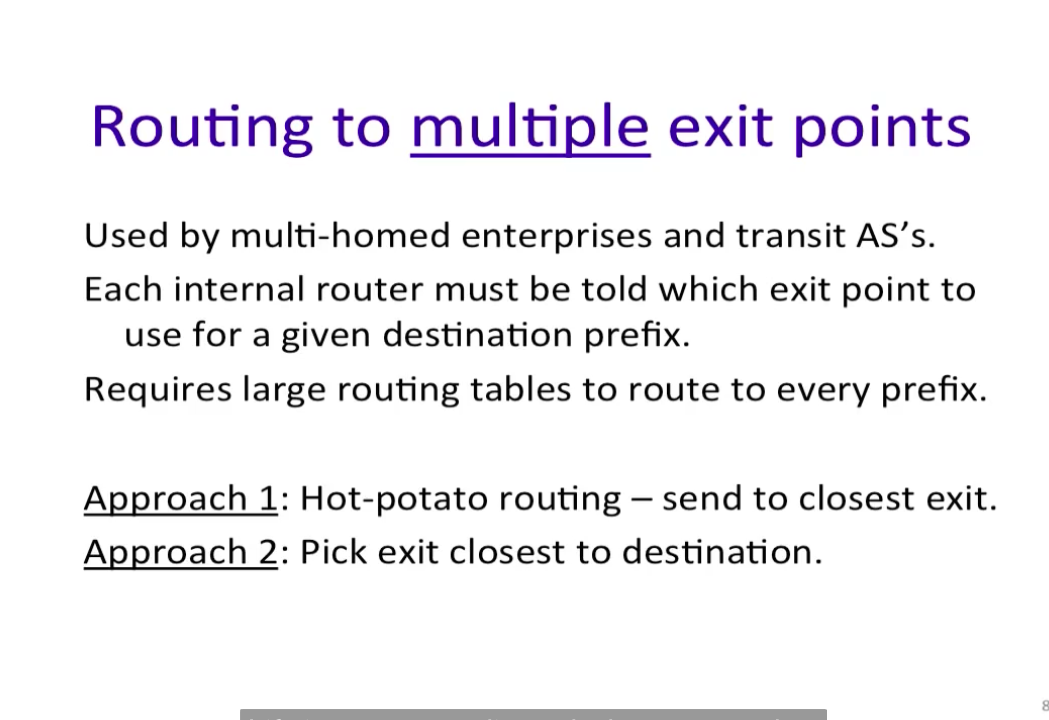 Routing to multiple exit points
Used by multi-homed enterprises and transit AS’s.
Each internal router must be told which exit point to
use for a given destination prefix.
Requires large routing tables to route to every prefix.
Approach 1: Hot-potato routing – send to closest exit.
Approach 2: Pick exit closest to destination.
8